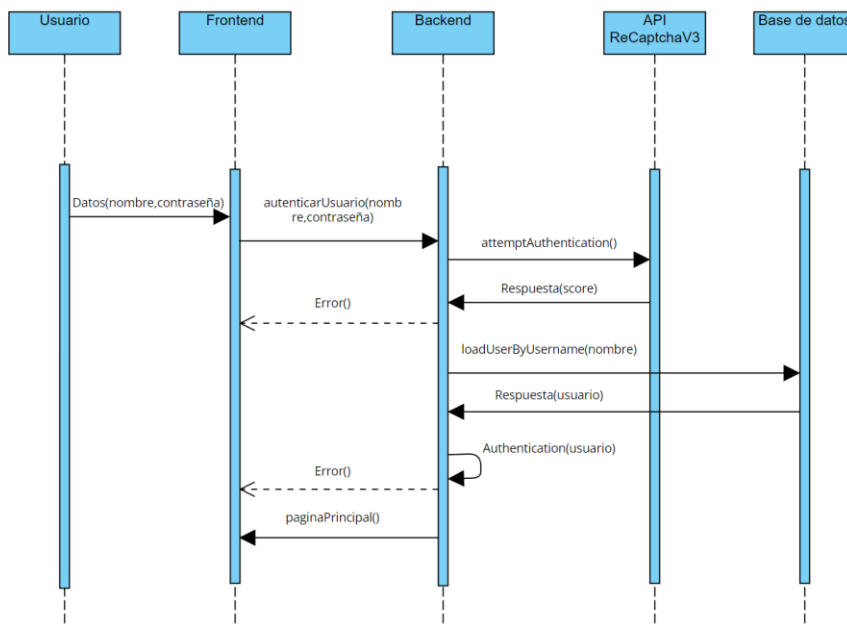 Usuario
Frontend
Backend
API
ReCaptchaV3
Base de datos
Datos(nombre,contraseña)
autenticarUsuario(nomb
re,contraseña)
attemptAuthentication()
Respuesta(score)
Error()
loadUserByUsername(nombre)
Respuesta(usuario)
Authentication(usuario)
Error()
paginaPrincipal()